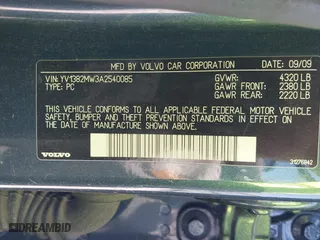 MFD BY VOLVO CAR CORPORATION 09/09
VIN: YV1382MW3A2540085 GVWR: 4320 LB
TYPE: PC GAWR FRONT: 2380 LB
GAWR REAR: 2220 LB
THIS VEHICLE CONFORMS TO ALL APPLICABLE FEDERAL MOTOR VEHICLE
SAFETY, BUMPER AND THEFT PREVENTION STANDARDS IN EFFECT ON THE
DATE OF MANUFACTURE SHOWN ABOVE.
VOLVO 31276842
DREAMBID